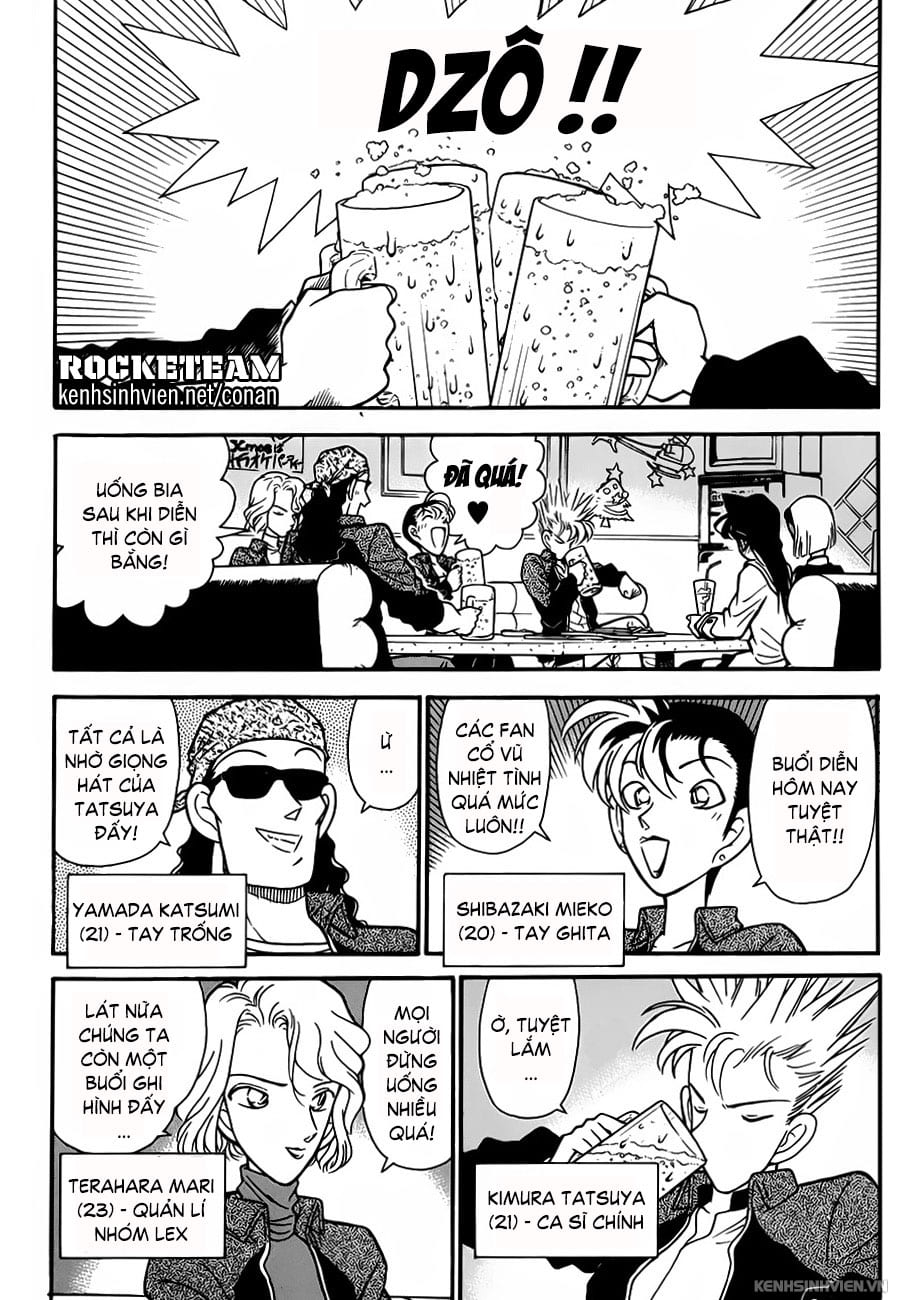 DZÔ !!
ROCKETEAM
kenhsinhvien.net/conan
UỐNG BIA
SAU KHI DIỄN
THÌ CÒN GÌ
BẰNG!
ĐÃ QUÁ!
♥
BUỔI DIỄN
HÔM NAY
TUYỆT
THẬT!!
CÁC FAN
CỔ VŨ
NHIỆT TÌNH
QUÁ MỨC
LUÔN!!
SHIBAZAKI MIEKO
(20) - TAY GHITA
Ừ
...
TẤT CẢ LÀ
NHỜ GIỌNG
HÁT CỦA
TATSUYA
ĐẤY!
YAMADA KATSUMI
(21) - TAY TRỐNG
Ờ, TUYỆT
LẮM
...
KIMURA TATSUYA
(21) - CA SĨ CHÍNH
MỌI
NGƯỜI
ĐỪNG
UỐNG
NHIỀU
QUÁ!
LÁT NỮA
CHÚNG TA
CÒN MỘT
BUỔI GHI
HÌNH ĐẤY
...
TERAHARA MARI
(23) - QUẢN LÍ
NHÓM LEX
KENHSINHVIEN.VN